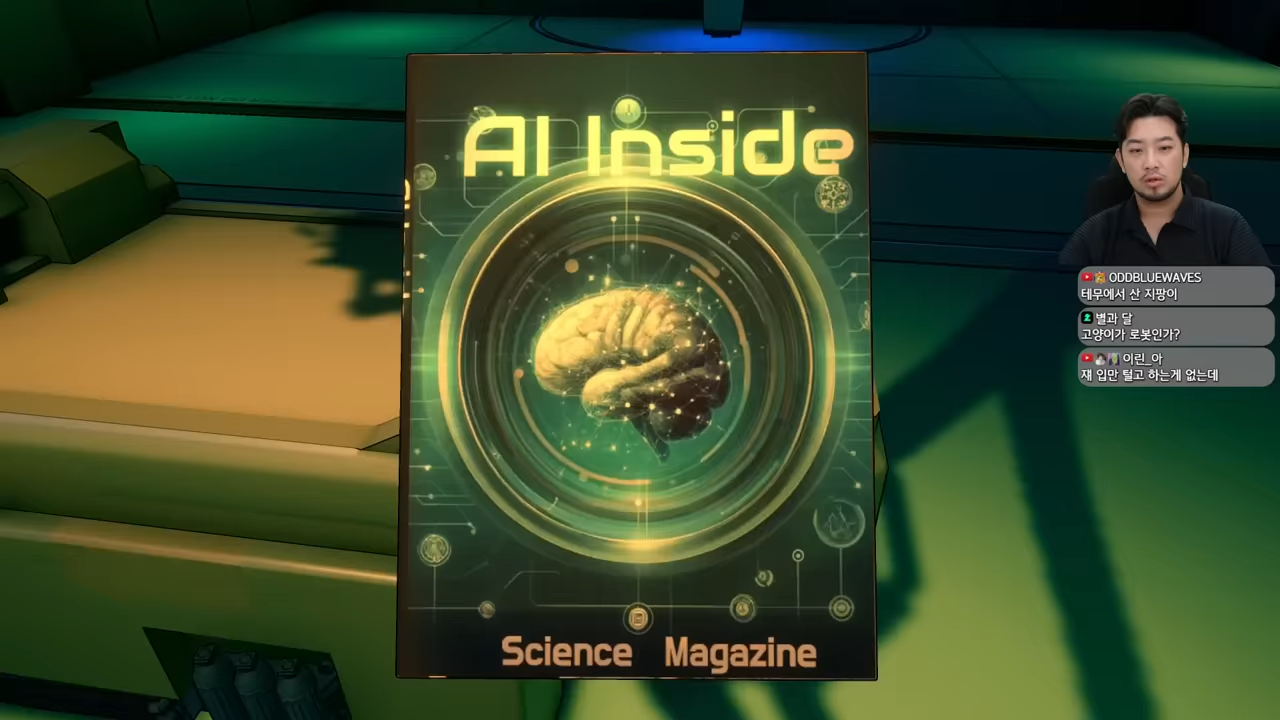 AI Inside
Science Magazine
ODDBLUEWAVES
테무에서 산 지팡이
별과 달
고양이가 로봇인가?
이린_아
재 입만 털고 하는게 없는데